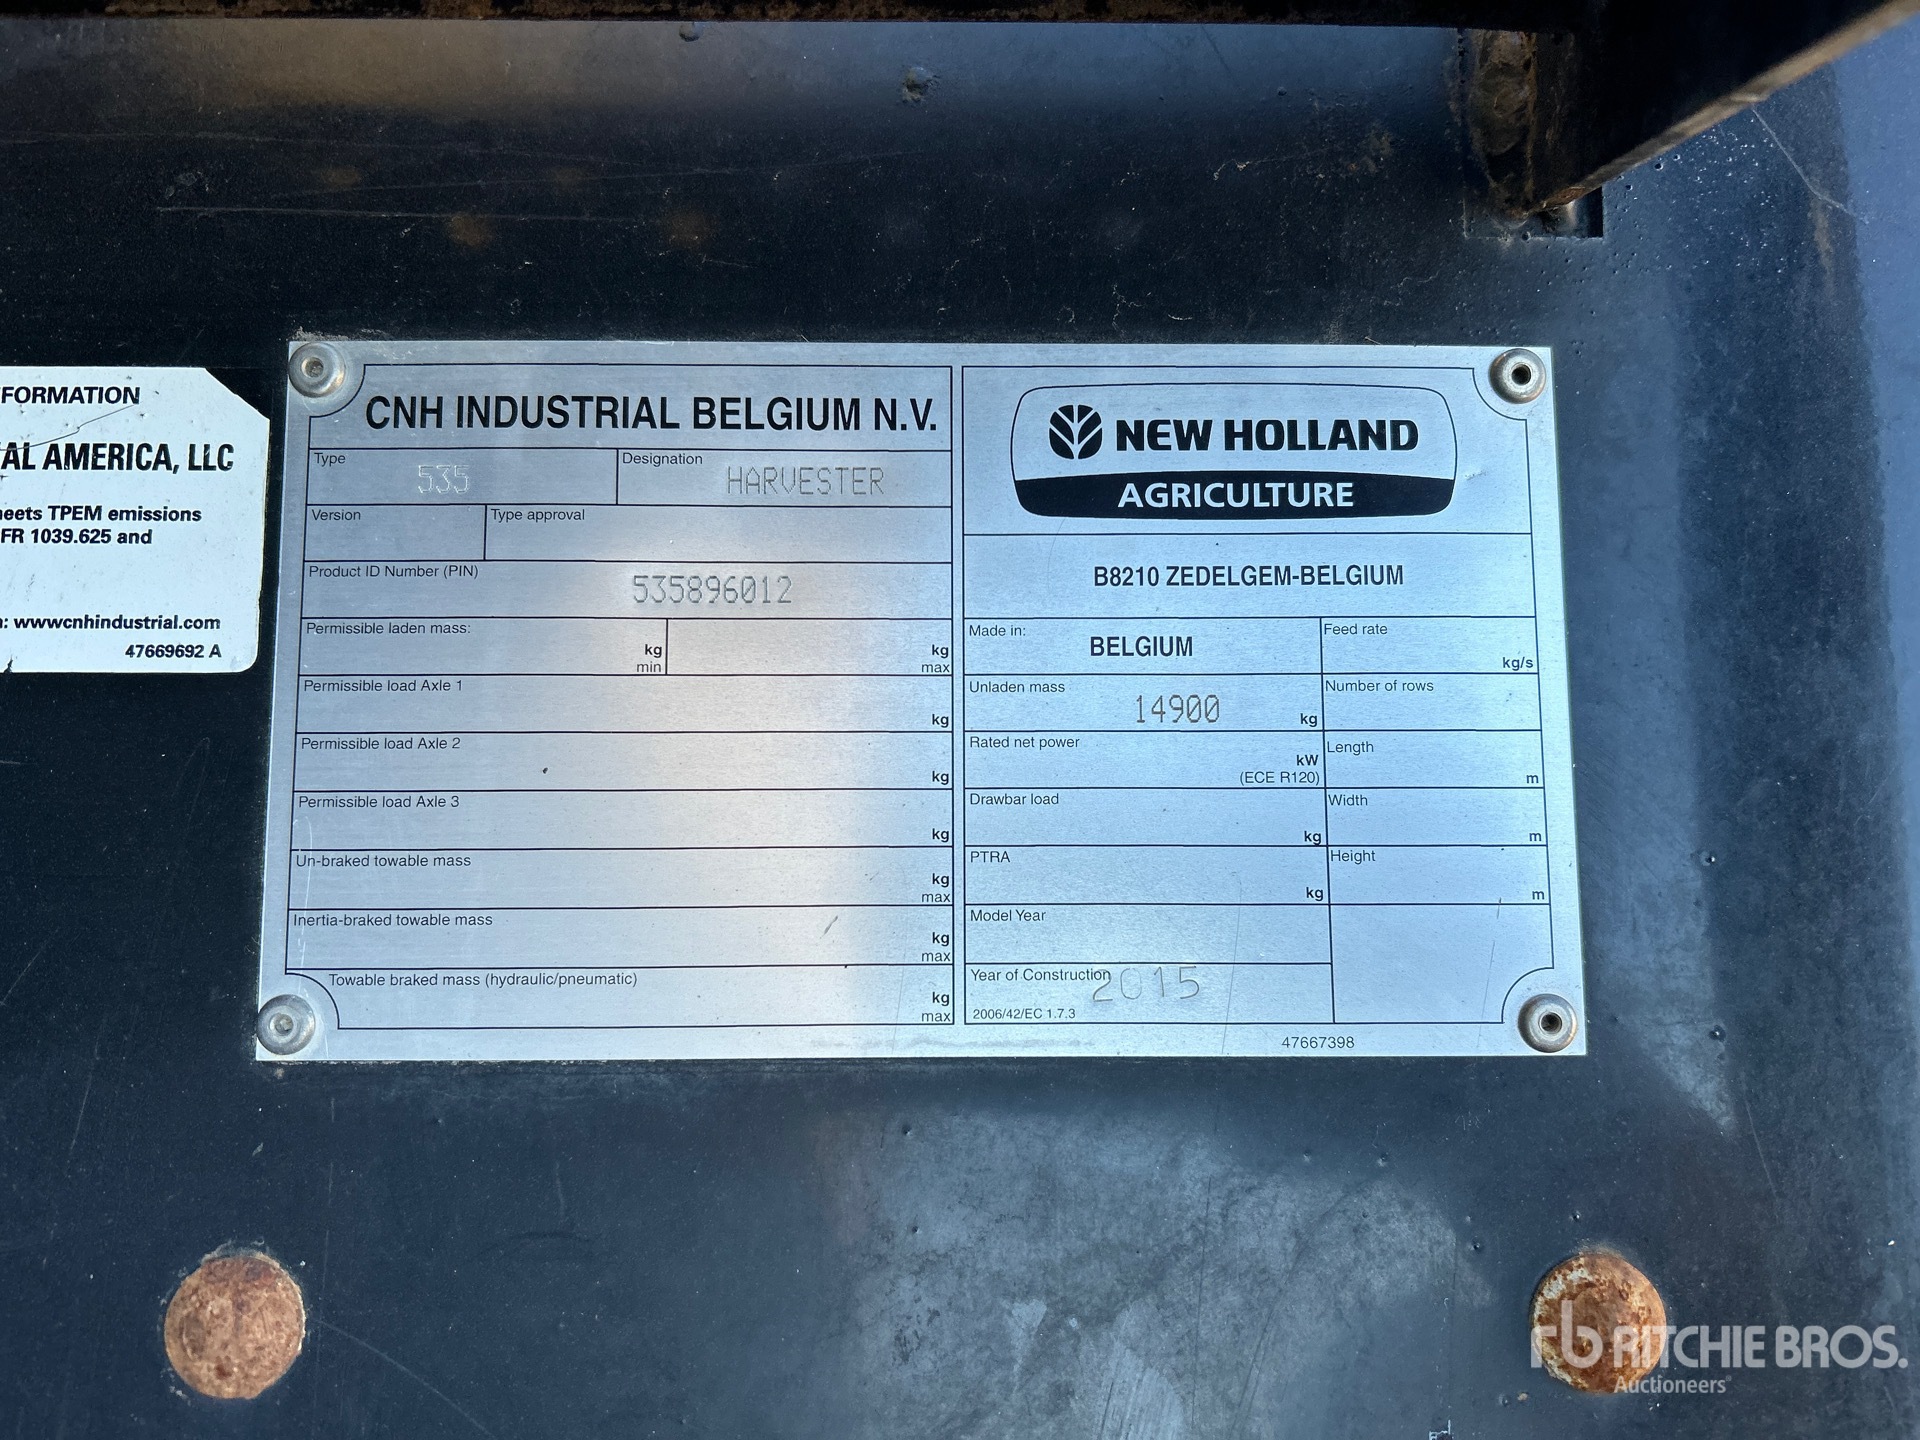 FORMATION
AL AMERICA, LLC
eets TPEM emissions
FR 1039.625 and
: wwwcnhindustrial.com
47669692 A
CNH INDUSTRIAL BELGIUM N.V.
Type 535 Designation HARVESTER
Version Type approval
Product ID Number (PIN) 535896012
Permissible laden mass: kg min kg max
Permissible load Axle 1 kg
Permissible load Axle 2 kg
Permissible load Axle 3 kg
Un-braked towable mass kg max
Inertia-braked towable mass kg max
Towable braked mass (hydraulic/pneumatic) kg max
NEW HOLLAND
AGRICULTURE
B8210 ZEDELGEM-BELGIUM
Made in: BELGIUM Feed rate kg/s
Unladen mass 14900 kg Number of rows
Rated net power kW (ECE R120) Length m
Drawbar load kg Width m
PTRA kg Height m
Model Year
Year of Construction 2015
2006/42/EC 1.7.3
47667398
rb RITCHIE BROS.
Auctioneers